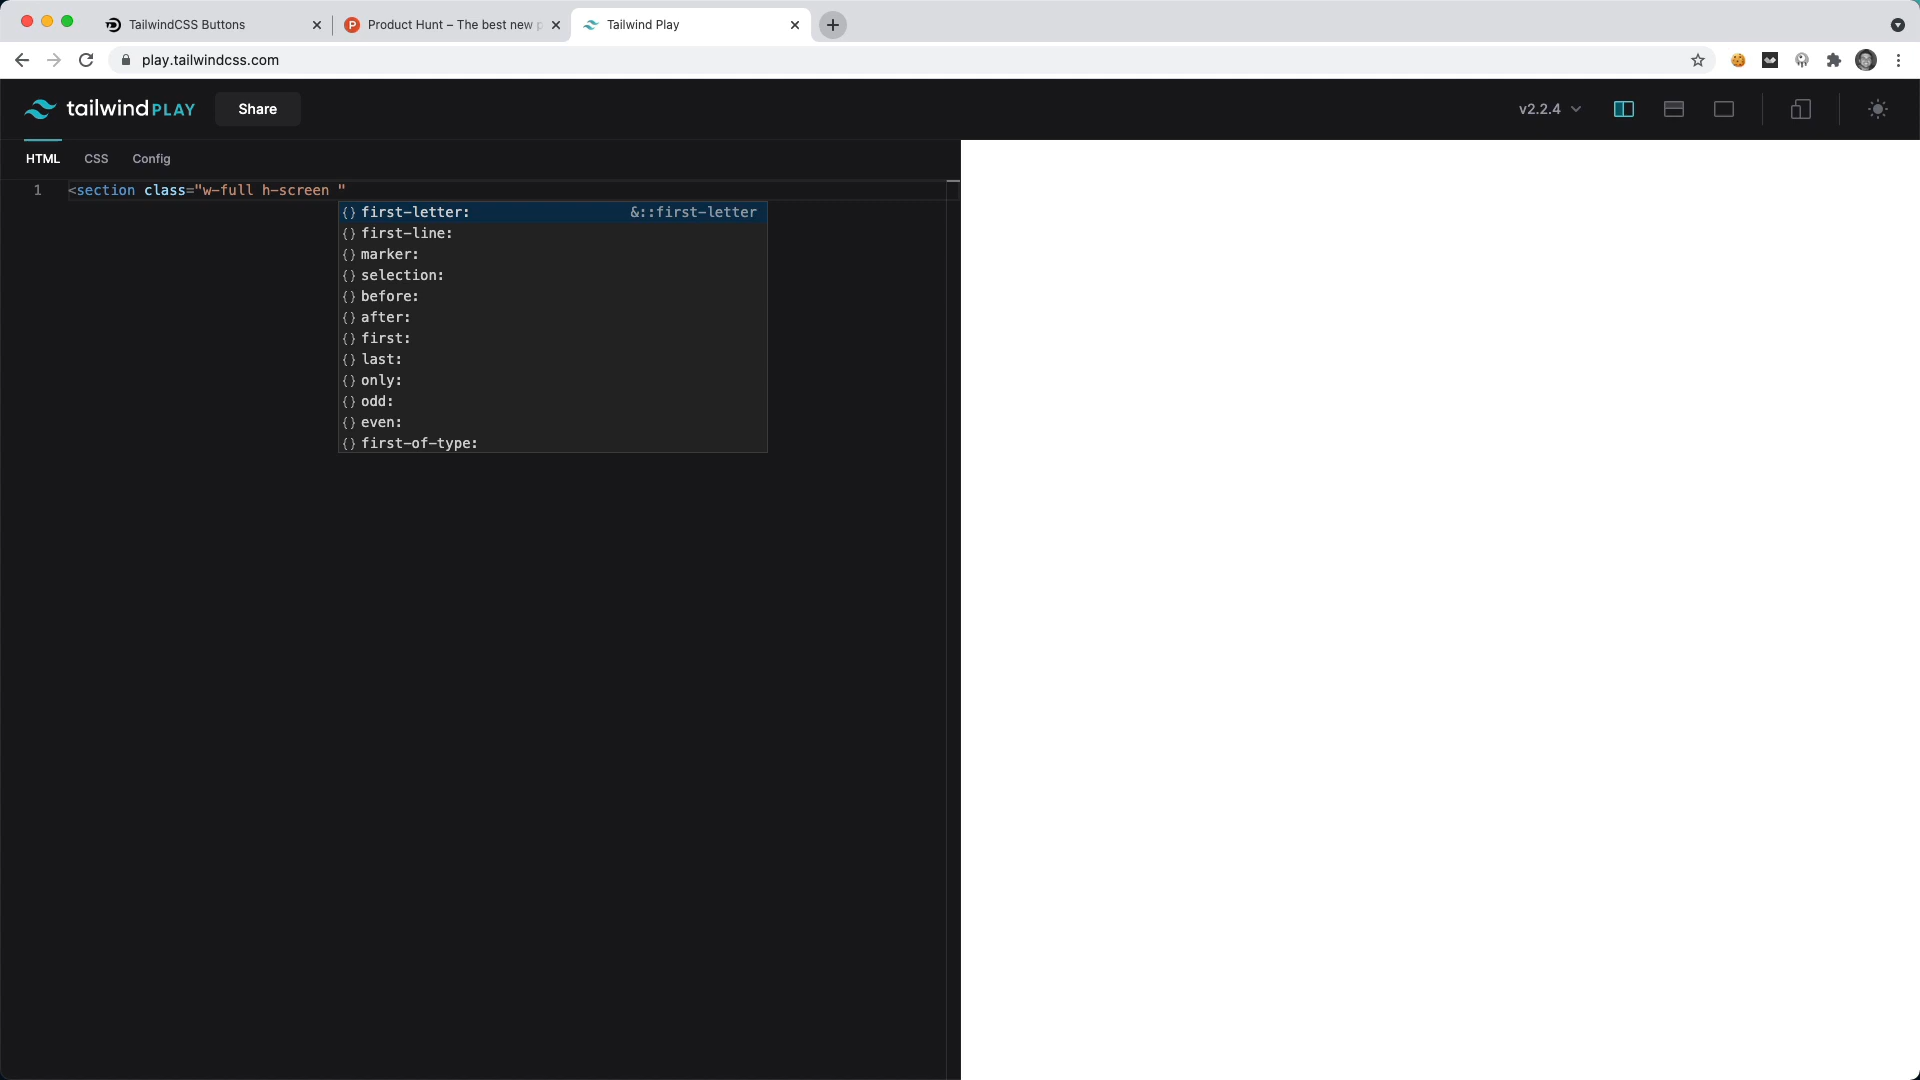 TailwindCSS Buttons
Product Hunt – The best new p
Tailwind Play
play.tailwindcss.com
tailwind PLAY
Share
v2.2.4
HTML CSS Config
1 <section class="w-full h-screen "
{} first-letter: &::first-letter
{} first-line:
{} marker:
{} selection:
{} before:
{} after:
{} first:
{} last:
{} only:
{} odd:
{} even:
{} first-of-type: